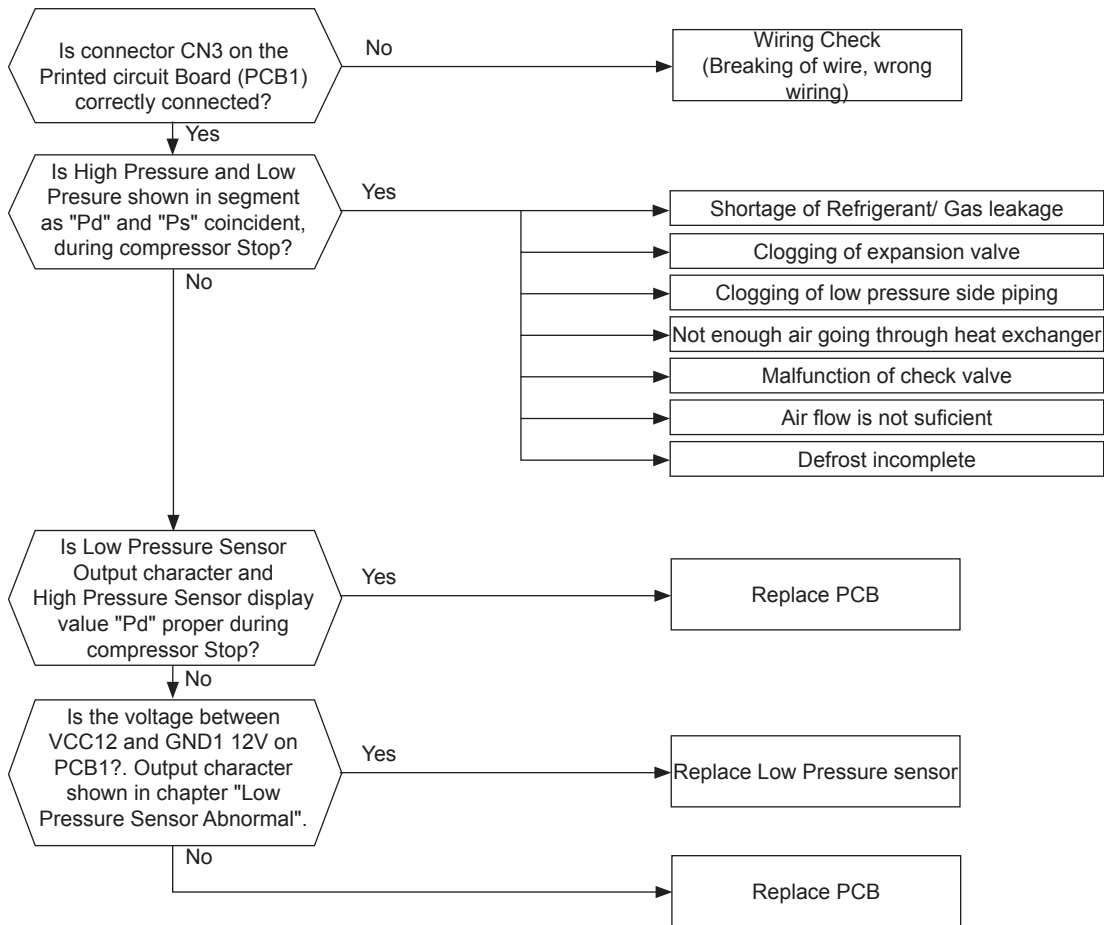 Is connector CN3 on the
Printed circuit Board (PCB1)
correctly connected?
No
Wiring Check
(Breaking of wire, wrong
wiring)
Yes
Is High Pressure and Low
Presure shown in segment
as "Pd" and "Ps" coincident,
during compressor Stop?
Yes
Shortage of Refrigerant/ Gas leakage
Clogging of expansion valve
Clogging of low pressure side piping
Not enough air going through heat exchanger
Malfunction of check valve
Air flow is not suficient
Defrost incomplete
No
Is Low Pressure Sensor
Output character and
High Pressure Sensor display
value "Pd" proper during
compressor Stop?
Yes
Replace PCB
No
Is the voltage between
VCC12 and GND1 12V on
PCB1?. Output character
shown in chapter "Low
Pressure Sensor Abnormal".
Yes
Replace Low Pressure sensor
No
Replace PCB